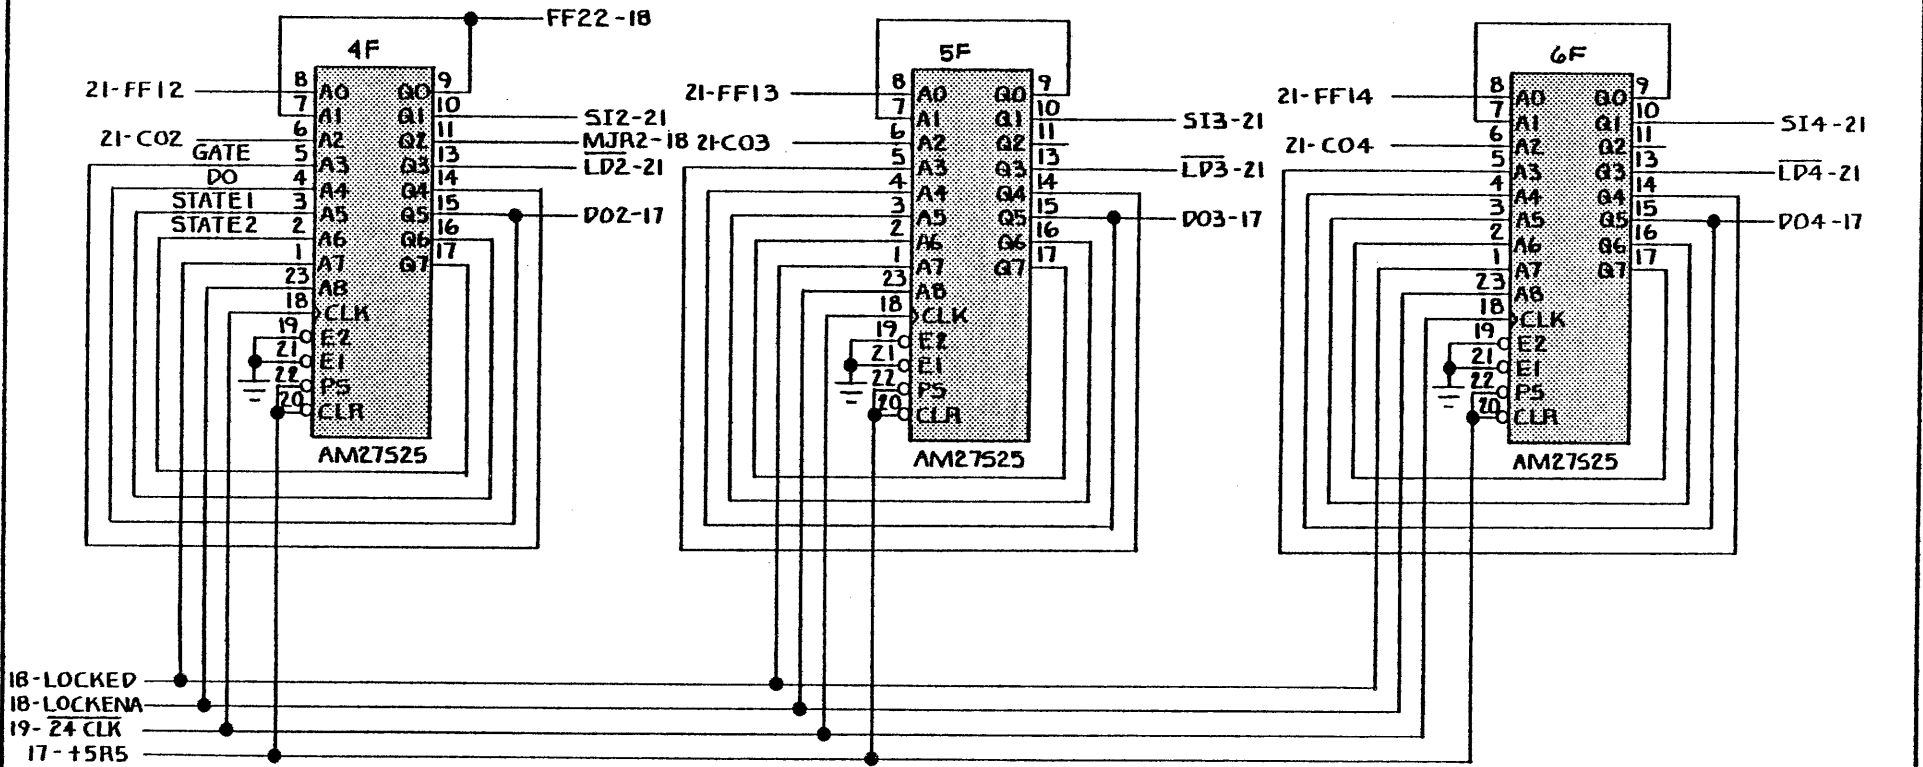 FF22-18
4F
5F
6F
21-FF12
8 A0 Q0 9
7 A1 Q1 10
SI2-21
21-CO2
6 A2 Q2 11
MJR2-18
GATE
5 A3 Q3 13
LD2-21
DO
4 A4 Q4 14
STATE1
3 A5 Q5 15
DO2-17
STATE2
2 A6 Q6 16
1 A7 Q7 17
23 A8
18 CLK
19 E2
21 E1
22 PS
20 CLR
AM27S25
21-FF13
8 A0 Q0 9
7 A1 Q1 10
SI3-21
21-CO3
6 A2 Q2 11
5 A3 Q3 13
LD3-21
4 A4 Q4 14
3 A5 Q5 15
DO3-17
2 A6 Q6 16
1 A7 Q7 17
23 A8
18 CLK
19 E2
21 E1
22 PS
20 CLR
AM27S25
21-FF14
8 A0 Q0 9
7 A1 Q1 10
SI4-21
21-CO4
6 A2 Q2 11
5 A3 Q3 13
LD4-21
4 A4 Q4 14
3 A5 Q5 15
DO4-17
2 A6 Q6 16
1 A7 Q7 17
23 A8
18 CLK
19 E2
21 E1
22 PS
20 CLR
AM27S25
18-LOCKED
18-LOCKENA
19-24 CLK
17-+5R5